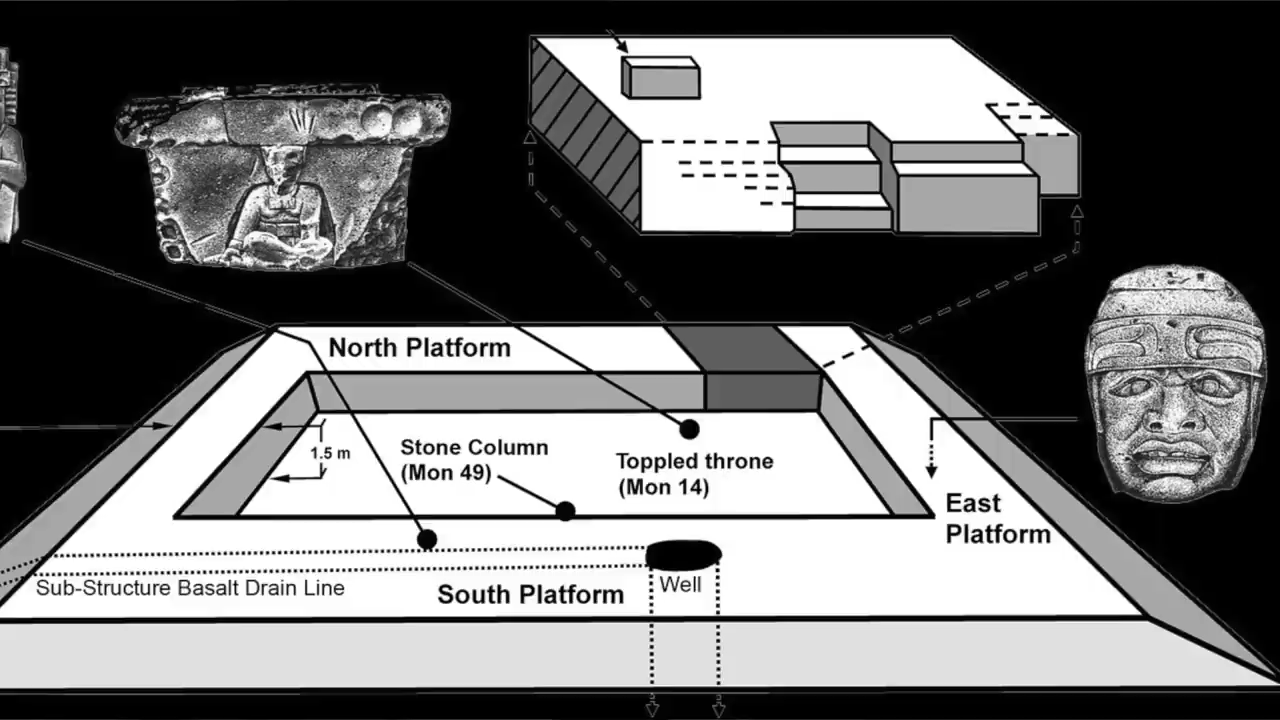 North Platform
1.5 m
Stone Column
(Mon 49)
Toppled throne
(Mon 14)
East
Platform
Sub-Structure Basalt Drain Line
South Platform
Well